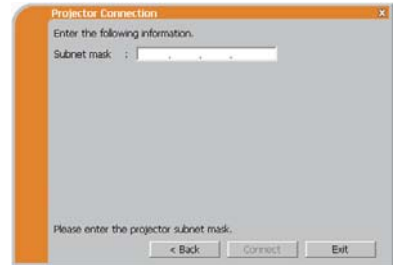 Projector Connection X
Enter the following information.
Subnet mask : . . .
Please enter the projector subnet mask.
< Back Connect Exit